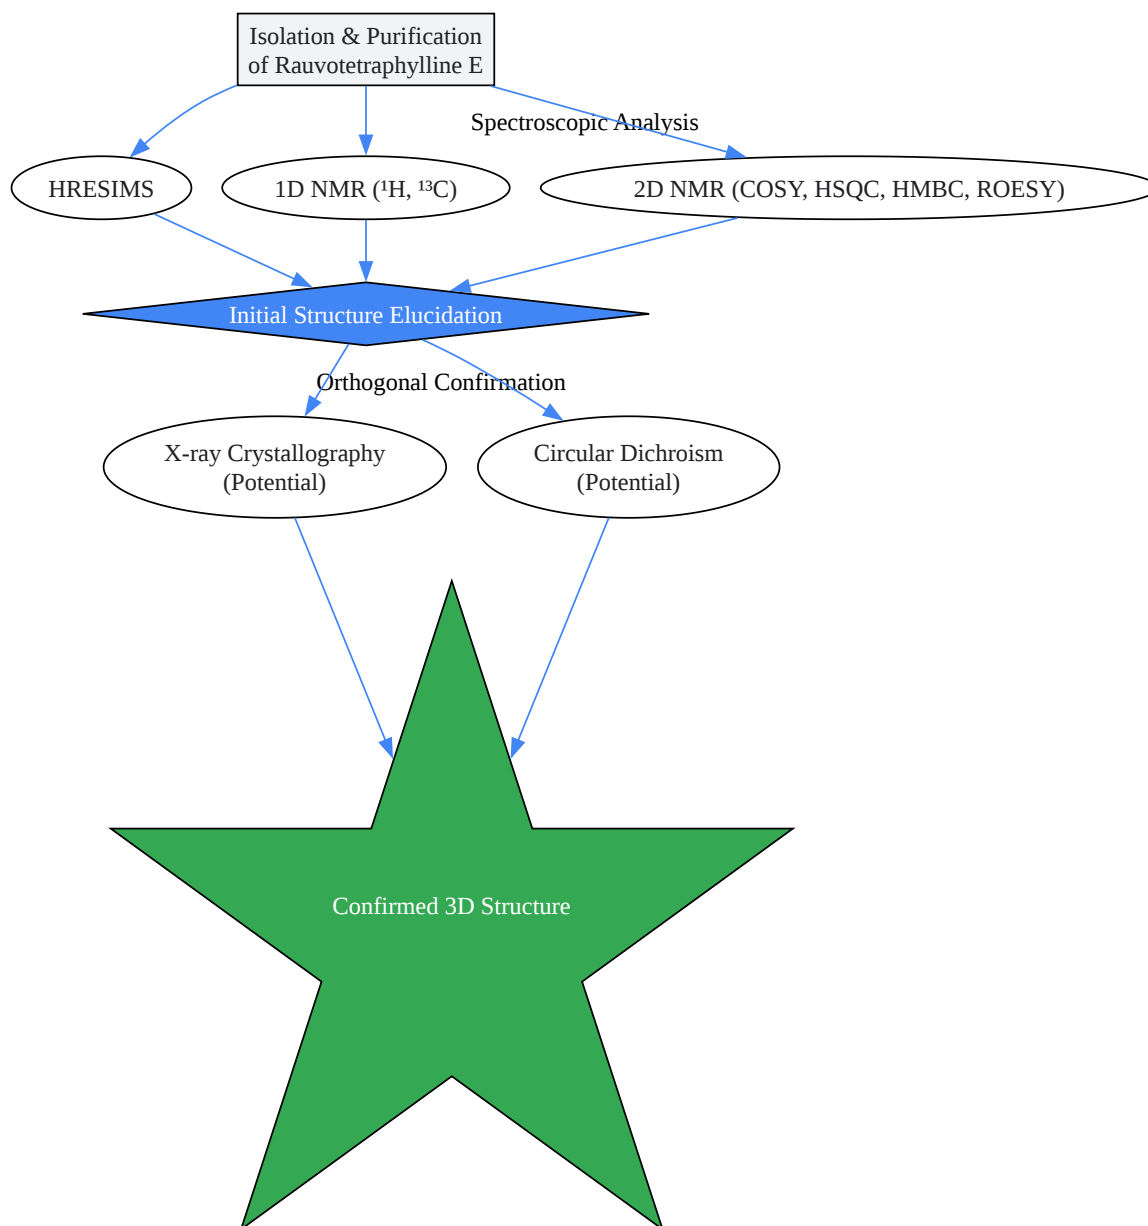 Isolation & Purification
of Rauvotetraphylline E
Spectroscopic Analysis
HRESIMS
1D NMR (¹H, ¹³C)
2D NMR (COSY, HSQC, HMBC, ROESY)
Initial Structure Elucidation
Orthogonal Confirmation
X-ray Crystallography
(Potential)
Circular Dichroism
(Potential)
Confirmed 3D Structure